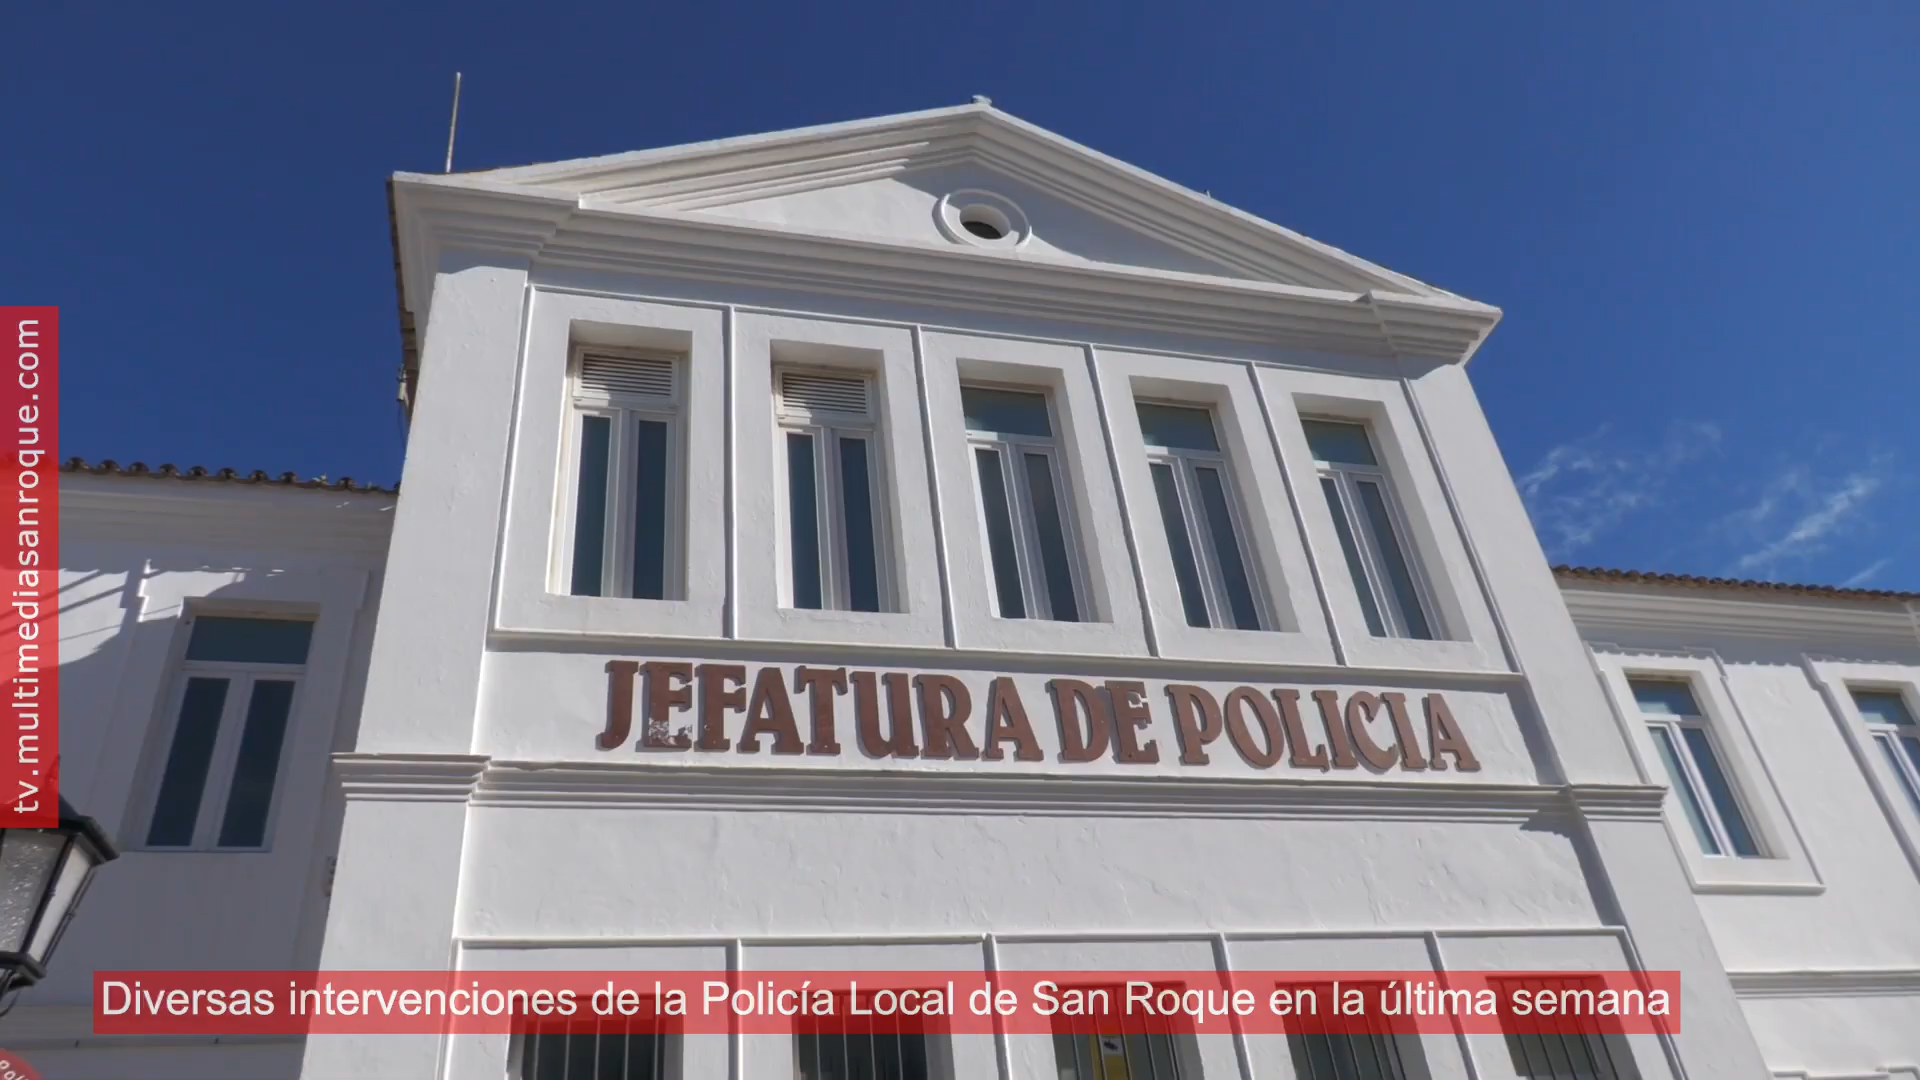 tv.multimediasanroque.com
JEFATURA DE POLICIA
Diversas intervenciones de la Policía Local de San Roque en la última semana